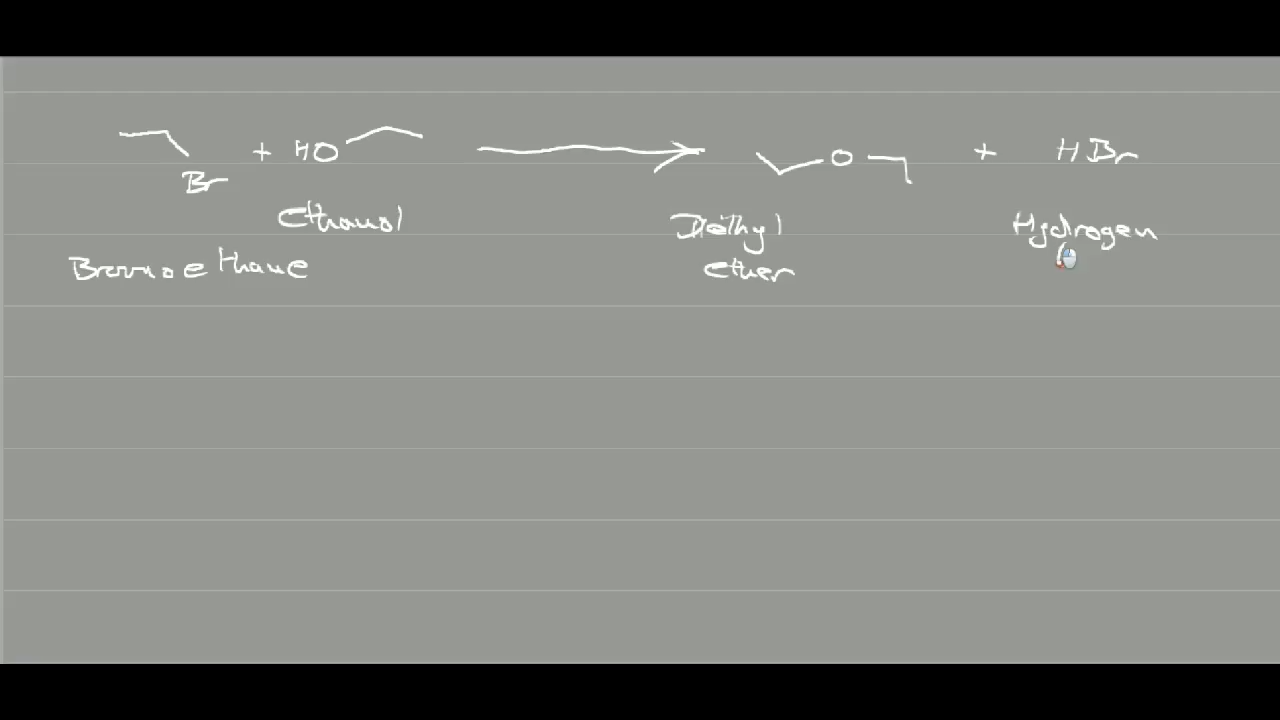 + HO + HBr
Br O
Ethanol Diethyl Hydrogen
Bromoethane ether